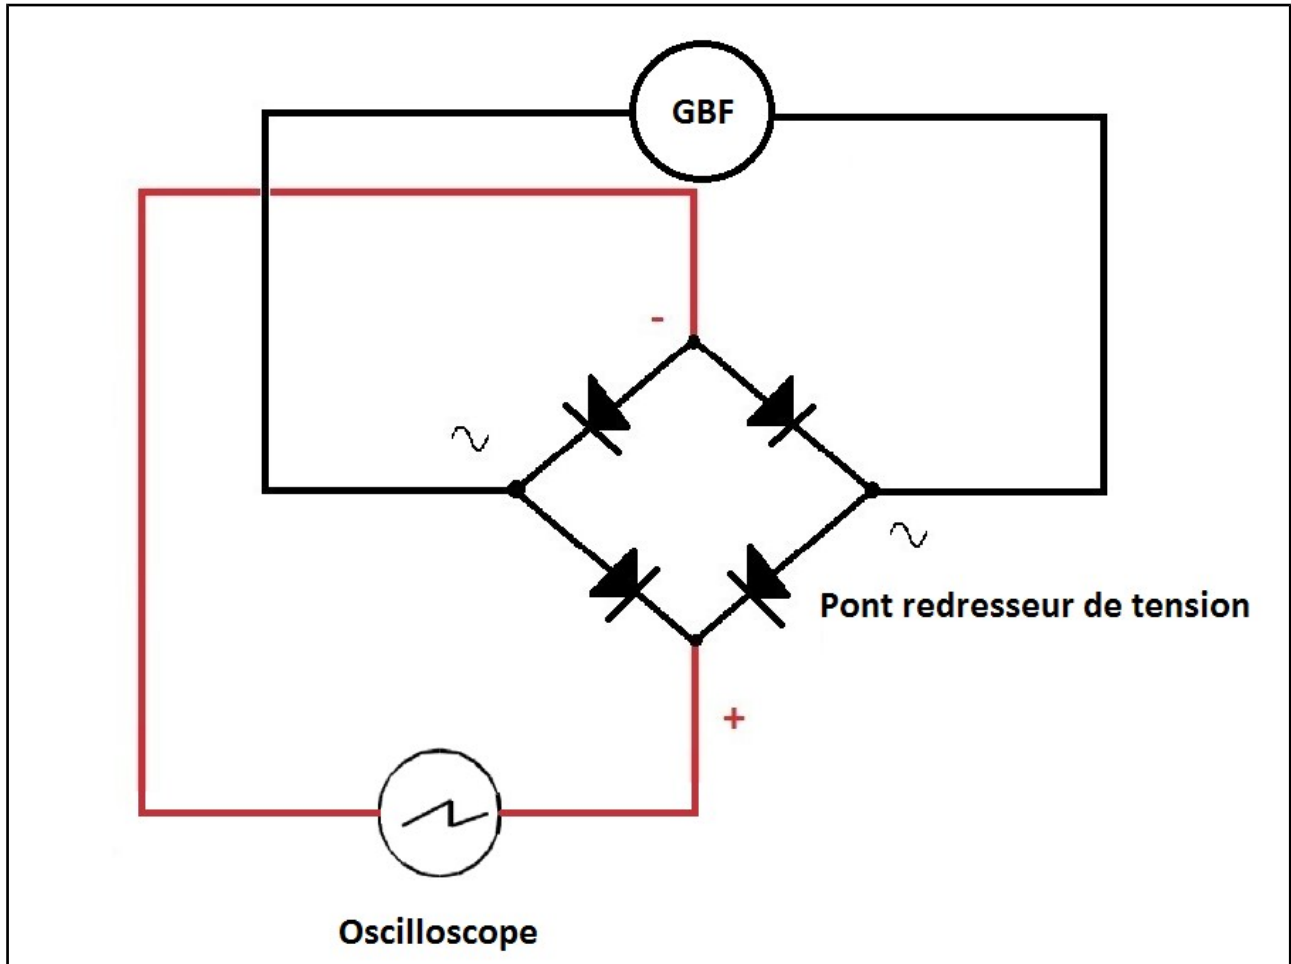 GBF
-
~
~
Pont redresseur de tension
+
Oscilloscope